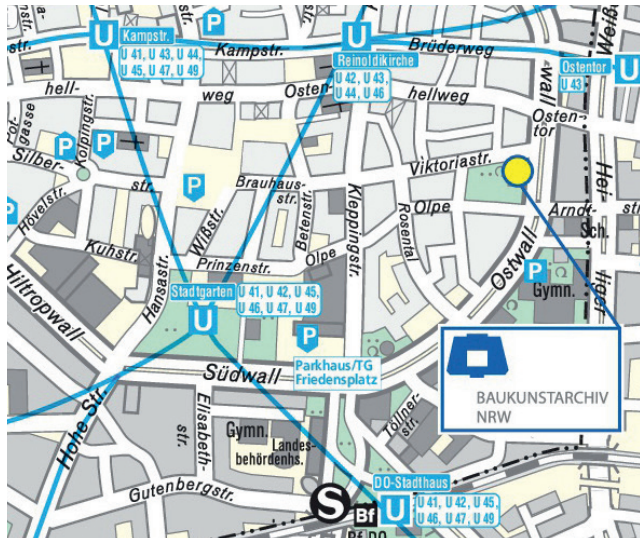 Kampstr.
U 41, U 43, U 44,
U 45, U 47, U 49
Kampstr.
Reinoldikirche
U 42, U 43,
U 44, U 46
Brüderweg
Ostentor
U 43
U
U
U
P
P
hell-
weg
Osten-
hellweg
wall
Osten-
tor
Kolpingstr.
gasse
Silber-
str.
P
P
P
P
Brauhaus-
str.
Wißstr.
Betenstr.
Kleppingstr.
Viktoriastr.
Olpe
Rosental
Arndt-
Sch.
Her-
Hövelstr.
Kuhstr.
Hansastr.
Prinzenstr.
Olpe
Ostwall
P
Gymn.
liger
Hiltropwall
Stadtgarten
U 41, U 42, U 45,
U 46, U 47, U 49
U
P
Parkhaus/TG
Friedensplatz
BAUKUNSTARCHIV
NRW
Südwall
Hohe Str.
Elisabeth-
str.
Gymn.
Landes-
behördenhs.
Töllner-
str.
Gutenbergstr.
S
Bf
DO-Stadthaus
U
U 41, U 42, U 45,
U 46, U 47, U 49